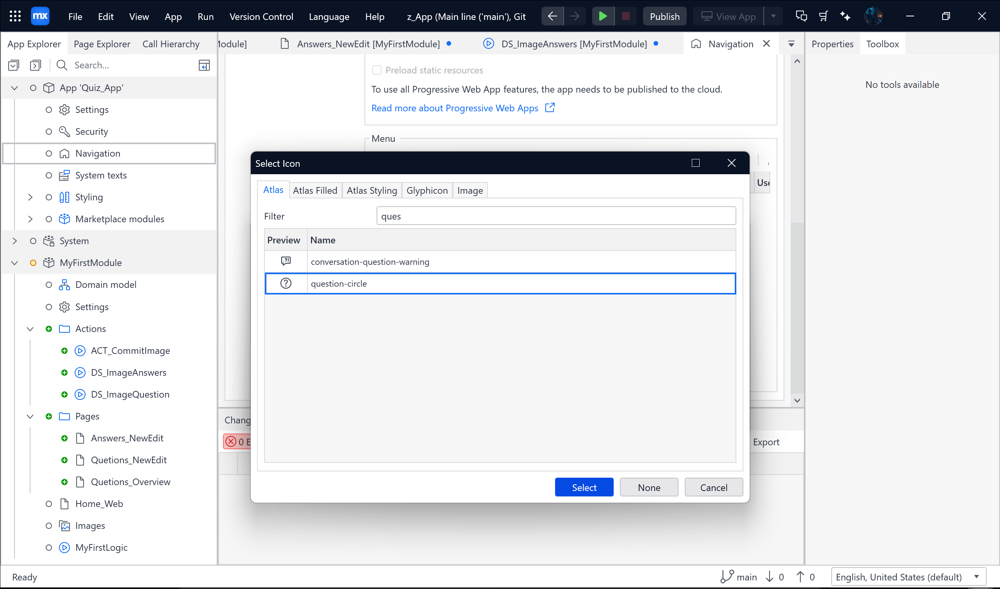 mx File Edit View App Run Version Control Language Help z_App (Main line ('main'), Git Publish View App
App Explorer Page Explorer Call Hierarchy
Module] Answers_NewEdit [MyFirstModule] DS_ImageAnswers [MyFirstModule] Navigation
Properties Toolbox
Search...
No tools available
App 'Quiz_App'
Settings
Security
Navigation
System texts
Styling
Marketplace modules
System
MyFirstModule
Domain model
Settings
Actions
ACT_CommitImage
DS_ImageAnswers
DS_ImageQuestion
Pages
Answers_NewEdit
Quetions_NewEdit
Quetions_Overview
Home_Web
Images
MyFirstLogic
Preload static resources
To use all Progressive Web App features, the app needs to be published to the cloud.
Read more about Progressive Web Apps
Menu
Select Icon
Atlas Atlas Filled Atlas Styling Glyphicon Image
Filter ques
Preview Name
conversation-question-warning
question-circle
Select None Cancel
Use
Chang
0 E
Export
Ready
main 0 0 English, United States (default)